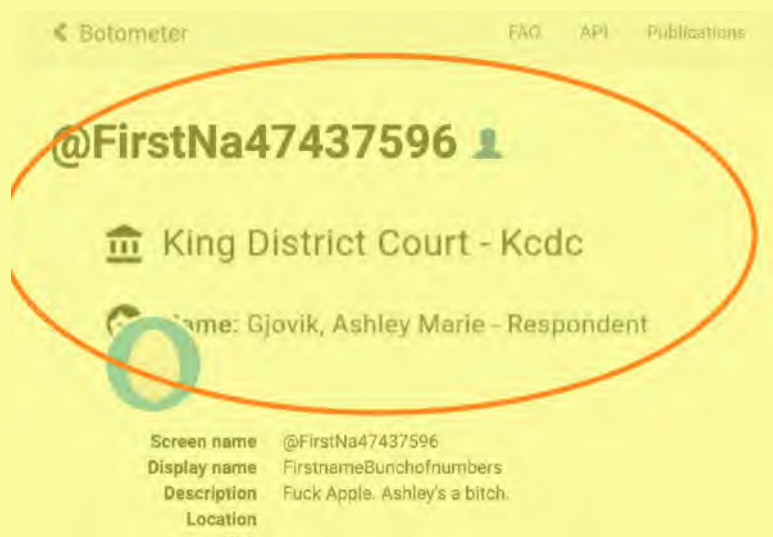 Botometer FAQ API Publications
@FirstNa47437596
King District Court - Kcdc
Name: Gjovik, Ashley Marie - Respondent
Screen name @FirstNa47437596
Display name FirstnameBunchofnumbers
Description Fuck Apple. Ashley's a bitch.
Location